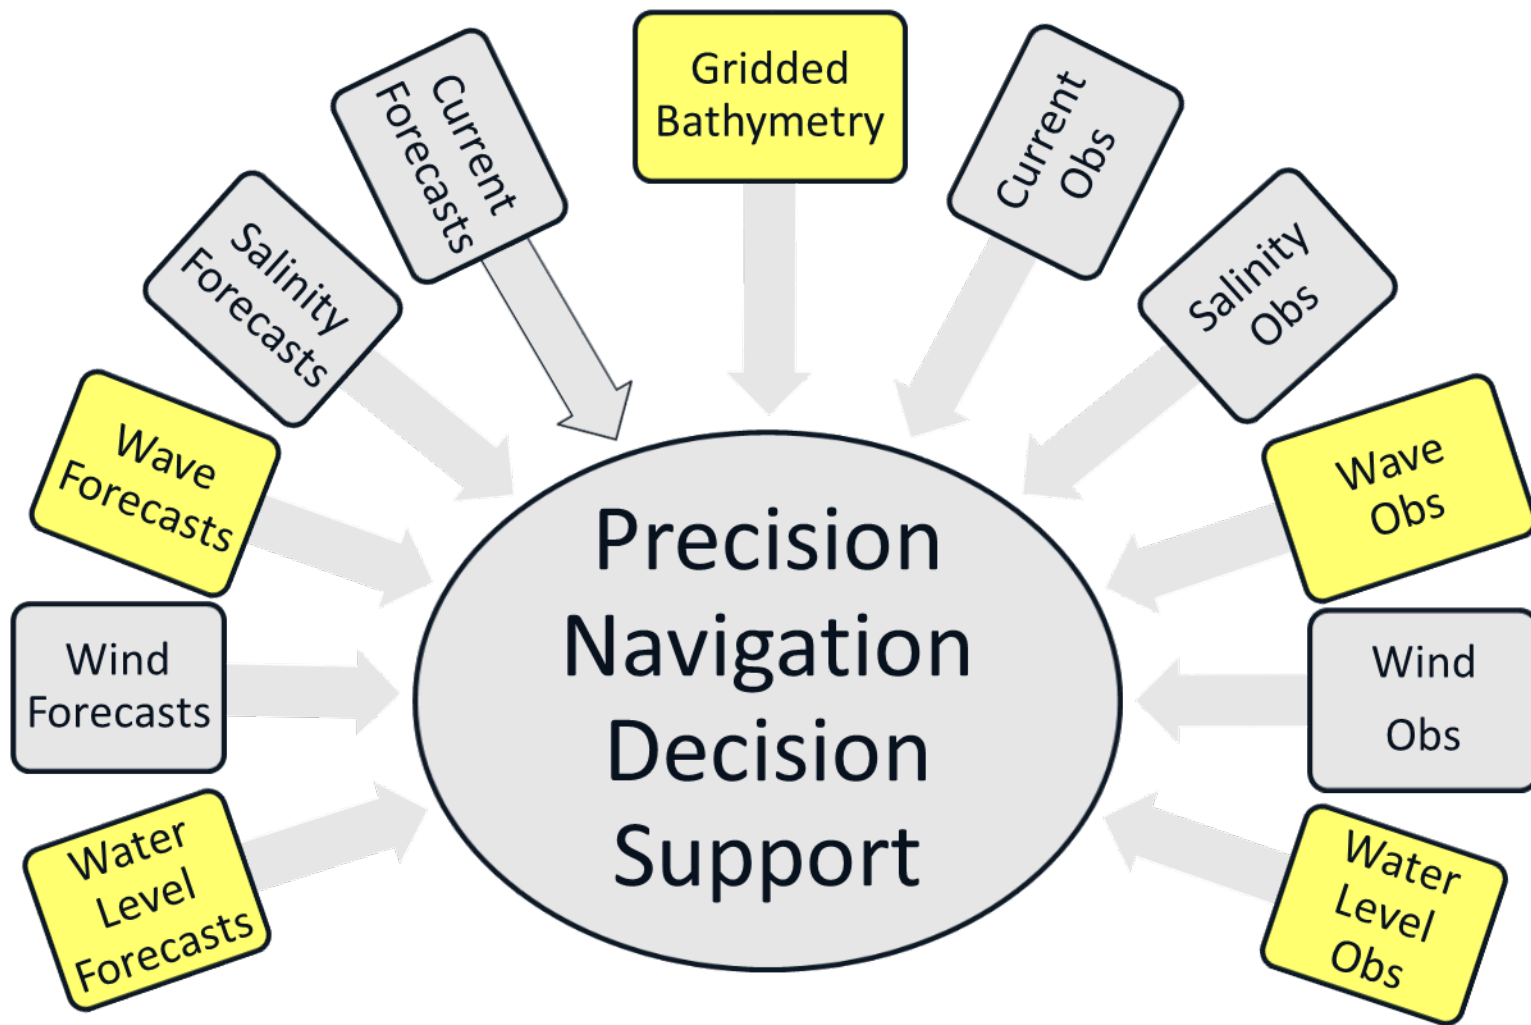 Current
Forecasts
Gridded
Bathymetry
Current
Obs
Salinity
Forecasts
Salinity
Obs
Wave
Forecasts
Wave
Obs
Precision
Navigation
Decision
Support
Wind
Forecasts
Wind
Obs
Water
Level
Forecasts
Water
Level
Obs